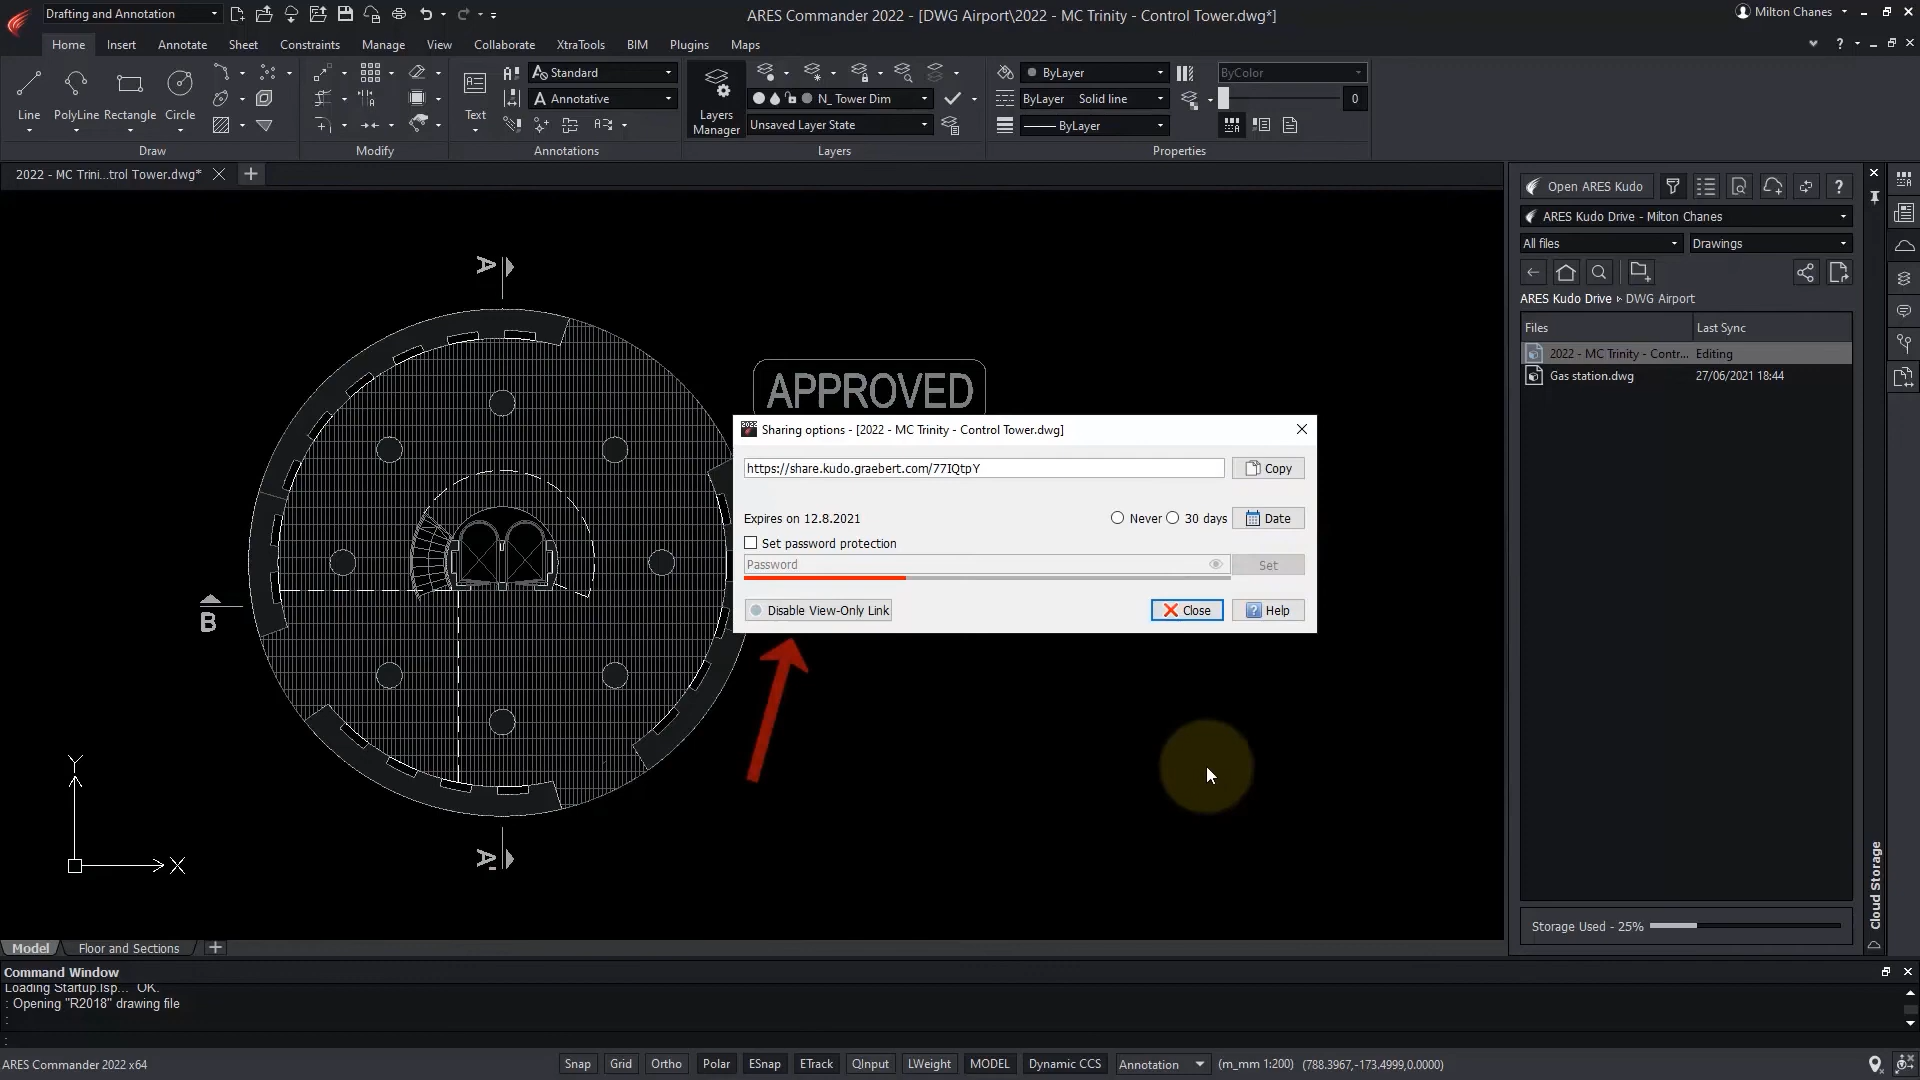 Drafting and Annotation
ARES Commander 2022 - [DWG Airport\2022 - MC Trinity - Control Tower.dwg*]
Milton Chanes
Home Insert Annotate Sheet Constraints Manage View Collaborate XtraTools BIM Plugins Maps
Line PolyLine Rectangle Circle
Draw
Modify
Text
Standard
Annotative
Annotations
Layers Manager
N_ Tower Dim
Unsaved Layer State
Layers
ByLayer
ByLayer Solid line
ByLayer
ByColor
0
Properties
2022 - MC Trini...trol Tower.dwg*
A
B
A
Y
X
APPROVED
Sharing options - [2022 - MC Trinity - Control Tower.dwg]
https://share.kudo.graebert.com/77IQtpY
Copy
Expires on 12.8.2021
Never 30 days Date
Set password protection
Password
Set
Disable View-Only Link
Close
Help
Open ARES Kudo
ARES Kudo Drive - Milton Chanes
All files Drawings
ARES Kudo Drive DWG Airport
Files Last Sync
2022 - MC Trinity - Contr... Editing
Gas station.dwg 27/06/2021 18:44
Storage Used - 25%
Cloud Storage
Model Floor and Sections
Command Window
Loading Startup.lsp... OK.
: Opening "R2018" drawing file
:
:
ARES Commander 2022 x64
Snap Grid Ortho Polar ESnap ETrack QInput LWeight MODEL Dynamic CCS Annotation (m_mm 1:200) (788.3967,-173.4999,0.0000)